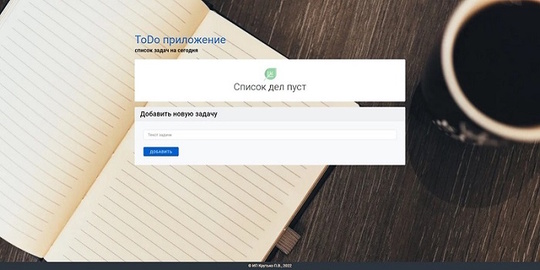 ToDo приложение
список задач на сегодня
Список дел пуст
Добавить новую задачу
Текст задачи
ДОБАВИТЬ
© ИП Крутько П.В., 2022